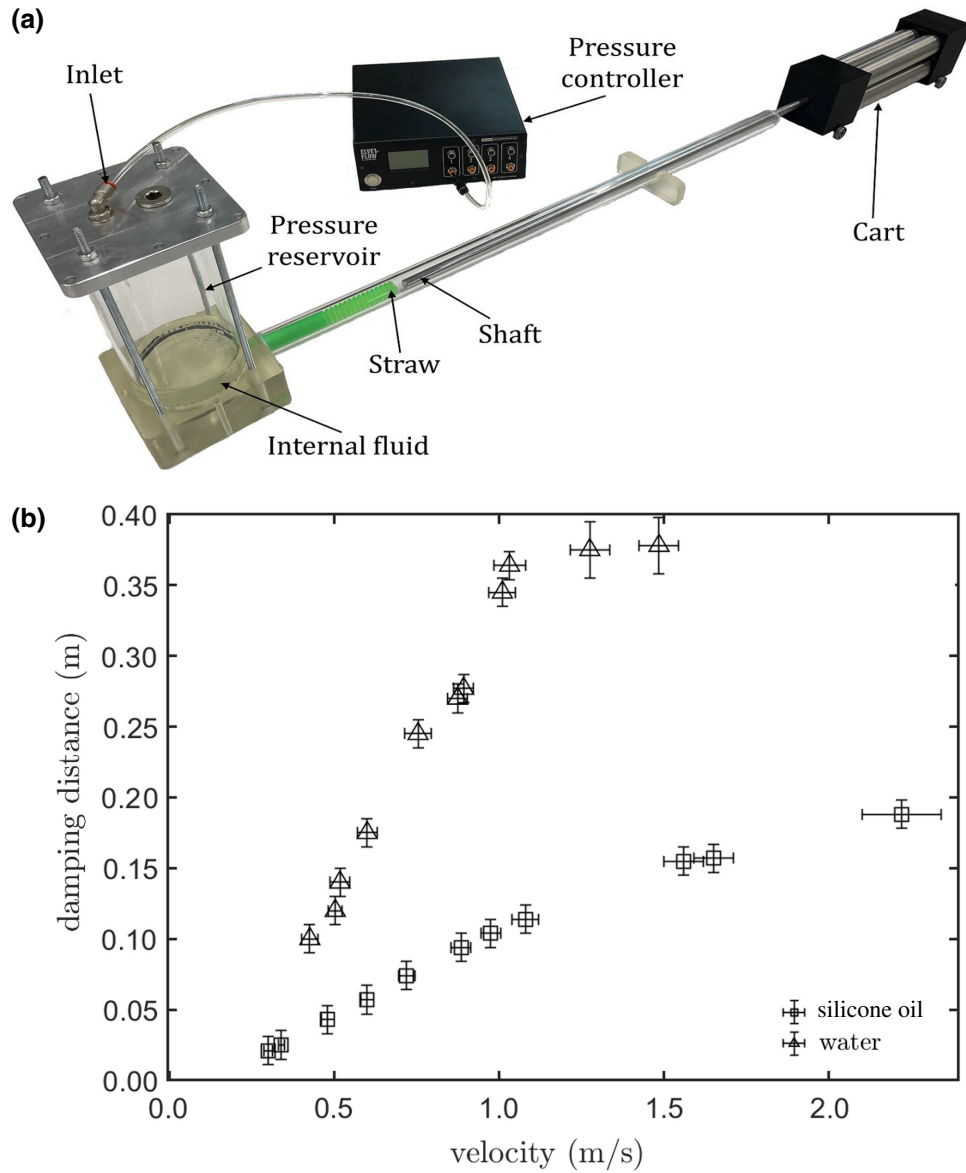 (a)
Inlet
Pressure
controller
ELVE
FLOW
Pressure
reservoir
Cart
Shaft
Straw
Internal fluid
(b)
0.40
0.35
0.30
0.25
0.20
0.15
0.10
0.05
0.00
damping distance (m)
silicone oil
water
0.0 0.5 1.0 1.5 2.0
velocity (m/s)